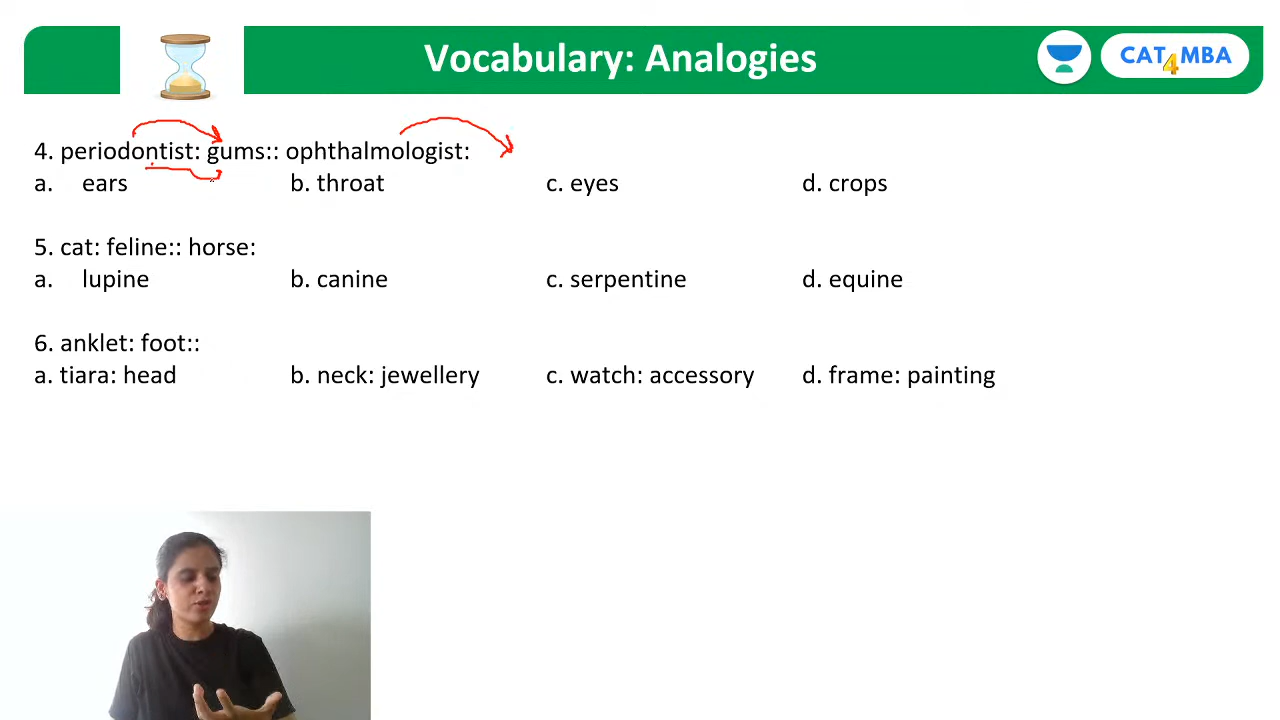 Vocabulary: Analogies
CAT4MBA
4. periodontist: gums:: ophthalmologist:
a. ears b. throat c. eyes d. crops
5. cat: feline:: horse:
a. lupine b. canine c. serpentine d. equine
6. anklet: foot::
a. tiara: head b. neck: jewellery c. watch: accessory d. frame: painting